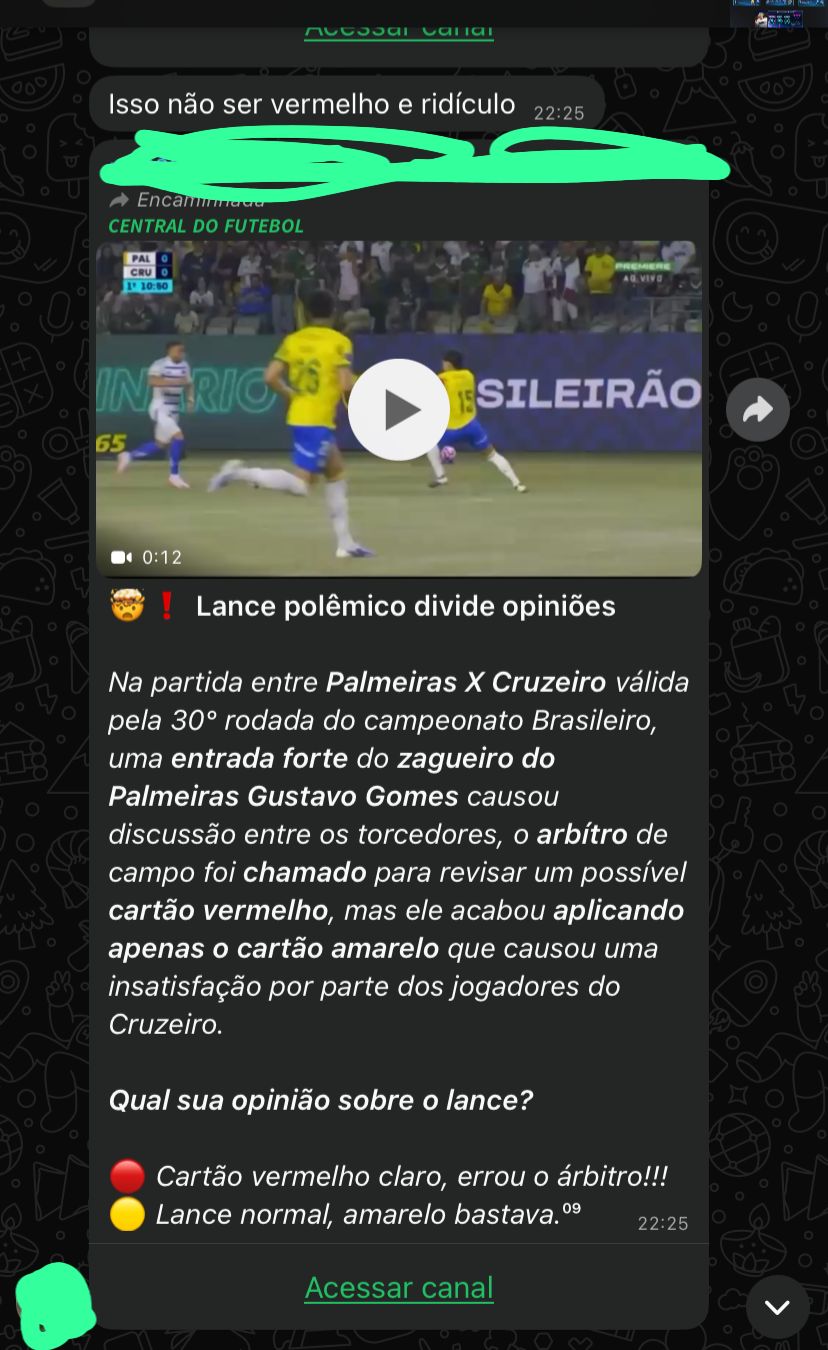 Acessar canal
Isso não ser vermelho e ridículo 22:25
Encaminhada
CENTRAL DO FUTEBOL
PAL 0
CRU 0
1º 10:50
PREMIERE
AO VIVO
SILEIRÃO
26
15
65
0:12
🤯❗ Lance polêmico divide opiniões
Na partida entre Palmeiras X Cruzeiro válida
pela 30° rodada do campeonato Brasileiro,
uma entrada forte do zagueiro do
Palmeiras Gustavo Gomes causou
discussão entre os torcedores, o arbítro de
campo foi chamado para revisar um possível
cartão vermelho, mas ele acabou aplicando
apenas o cartão amarelo que causou uma
insatisfação por parte dos jogadores do
Cruzeiro.
Qual sua opinião sobre o lance?
🔴 Cartão vermelho claro, errou o árbitro!!!
🟡 Lance normal, amarelo bastava.⁰⁹ 22:25
Acessar canal